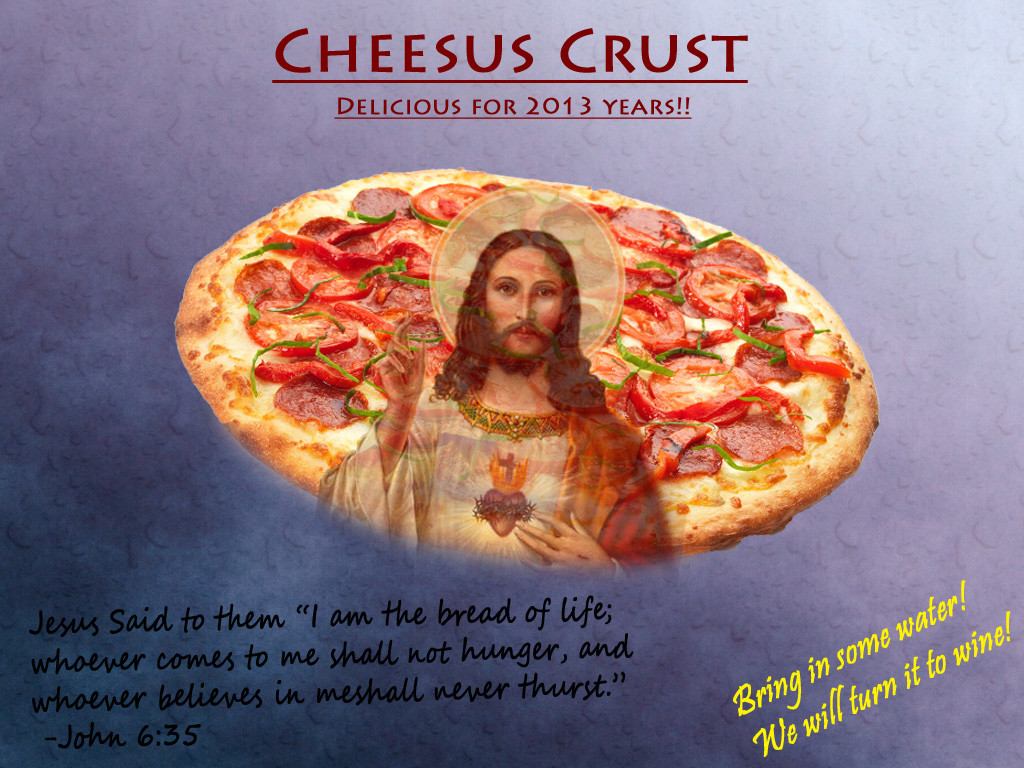 Cheesus Crust
Delicious for 2013 years!!
Jesus Said to them “I am the bread of life;
whoever comes to me shall not hunger, and
whoever believes in meshall never thurst.”
-John 6:35
Bring in some water!
We will turn it to wine!